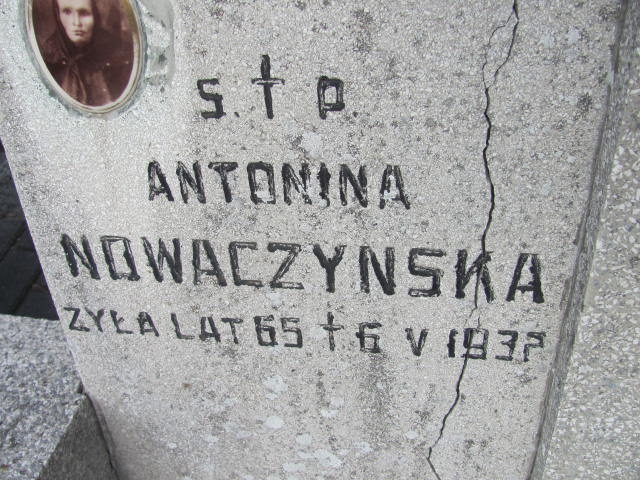 S. † P.
ANTONINA
NOWACZYNSKA
ZYŁA LAT 65 † 6 V 1937